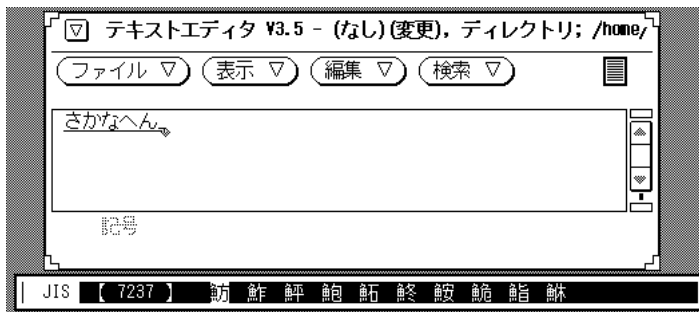 テキストエディタ V3.5 - (なし)(変更), ディレクトリ; /home/
ファイル ▽ 表示 ▽ 編集 ▽ 検索 ▽
さかなへん
記号
JIS 【 7237 】 魴 鮓 鮃 鮑 鮖 鮗 鮟 鮠 鮨 鮴